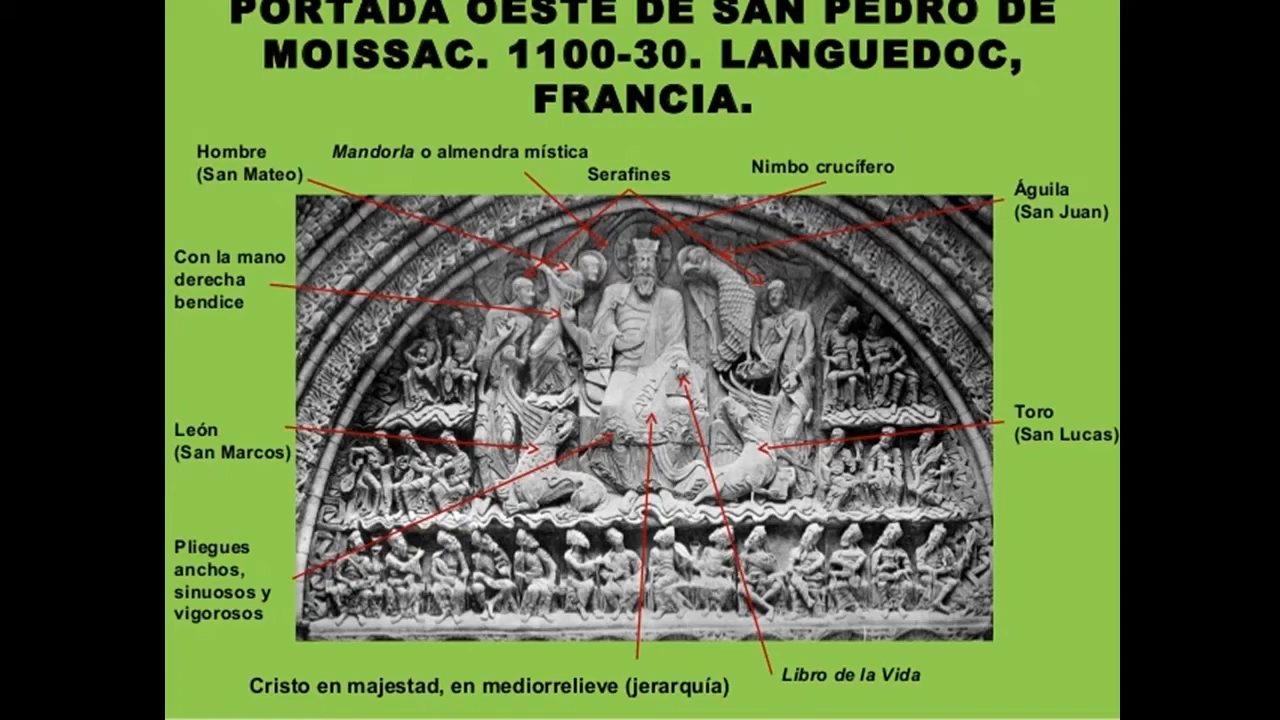 PORTADA OESTE DE SAN PEDRO DE
MOISSAC. 1100-30. LANGUEDOC,
FRANCIA.
Hombre
(San Mateo)
Mandorla o almendra mística
Serafines
Nimbo crucífero
Águila
(San Juan)
Con la mano
derecha
bendice
León
(San Marcos)
Toro
(San Lucas)
Pliegues
anchos,
sinuosos y
vigorosos
Cristo en majestad, en mediorrelieve (jerarquía)
Libro de la Vida